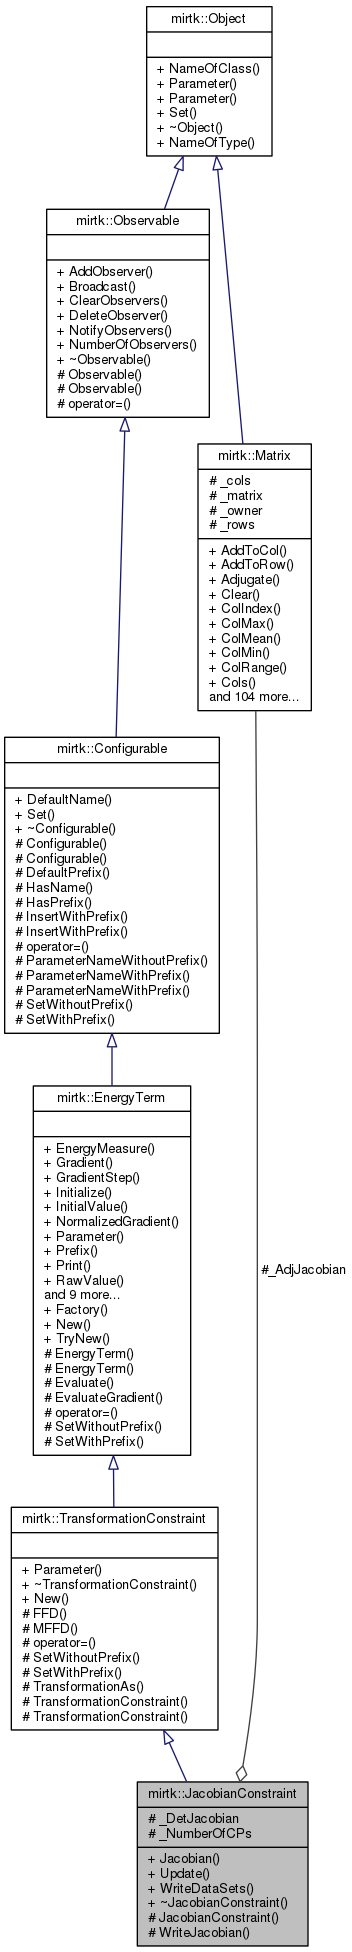 mirtk::Object
+ NameOfClass()
+ Parameter()
+ Parameter()
+ Set()
+ ~Object()
+ NameOfType()
mirtk::Observable
+ AddObserver()
+ Broadcast()
+ ClearObservers()
+ DeleteObserver()
+ NotifyObservers()
+ NumberOfObservers()
+ ~Observable()
# Observable()
# Observable()
# operator=()
mirtk::Matrix
# _cols
# _matrix
# _owner
# _rows
+ AddToCol()
+ AddToRow()
+ Adjugate()
+ Clear()
+ ColIndex()
+ ColMax()
+ ColMean()
+ ColMin()
+ ColRange()
+ Cols()
and 104 more...
mirtk::Configurable
+ DefaultName()
+ Set()
+ ~Configurable()
# Configurable()
# Configurable()
# DefaultPrefix()
# HasName()
# HasPrefix()
# InsertWithPrefix()
# InsertWithPrefix()
# operator=()
# ParameterNameWithoutPrefix()
# ParameterNameWithPrefix()
# ParameterNameWithPrefix()
# SetWithoutPrefix()
# SetWithPrefix()
mirtk::EnergyTerm
+ EnergyMeasure()
+ Gradient()
+ GradientStep()
+ Initialize()
+ InitialValue()
+ NormalizedGradient()
+ Parameter()
+ Prefix()
+ Print()
+ RawValue()
and 9 more...
+ Factory()
+ New()
+ TryNew()
# EnergyTerm()
# EnergyTerm()
# Evaluate()
# EvaluateGradient()
# operator=()
# SetWithoutPrefix()
# SetWithPrefix()
#_AdjJacobian
mirtk::TransformationConstraint
+ Parameter()
+ ~TransformationConstraint()
+ New()
# FFD()
# MFFD()
# operator=()
# SetWithoutPrefix()
# SetWithPrefix()
# TransformationAs()
# TransformationConstraint()
# TransformationConstraint()
mirtk::JacobianConstraint
# _DetJacobian
# _NumberOfCPs
+ Jacobian()
+ Update()
+ WriteDataSets()
+ ~JacobianConstraint()
# JacobianConstraint()
# WriteJacobian()